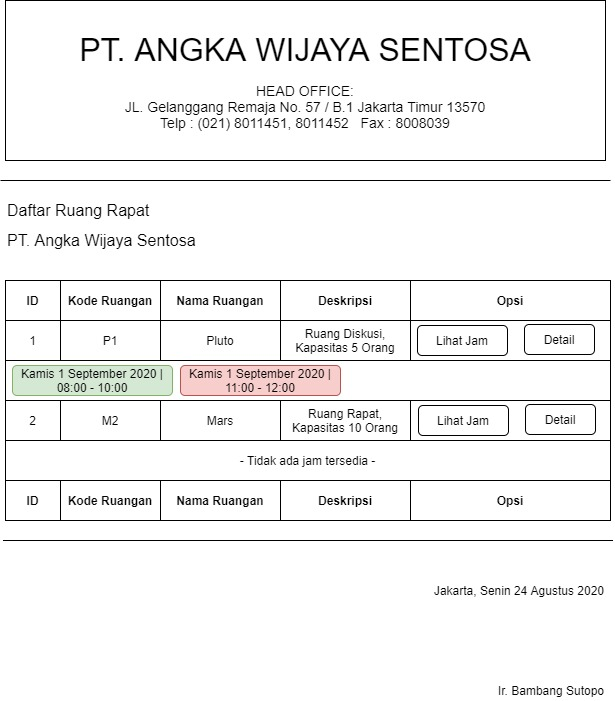 PT. ANGKA WIJAYA SENTOSA
HEAD OFFICE:
JL. Gelanggang Remaja No. 57 / B.1 Jakarta Timur 13570
Telp : (021) 8011451, 8011452 Fax : 8008039
Daftar Ruang Rapat
PT. Angka Wijaya Sentosa
ID Kode Ruangan Nama Ruangan Deskripsi Opsi
1 P1 Pluto Ruang Diskusi, Kapasitas 5 Orang Lihat Jam Detail
Kamis 1 September 2020 |
08:00 - 10:00
Kamis 1 September 2020 |
11:00 - 12:00
2 M2 Mars Ruang Rapat, Kapasitas 10 Orang Lihat Jam Detail
- Tidak ada jam tersedia -
ID Kode Ruangan Nama Ruangan Deskripsi Opsi
Jakarta, Senin 24 Agustus 2020
Ir. Bambang Sutopo